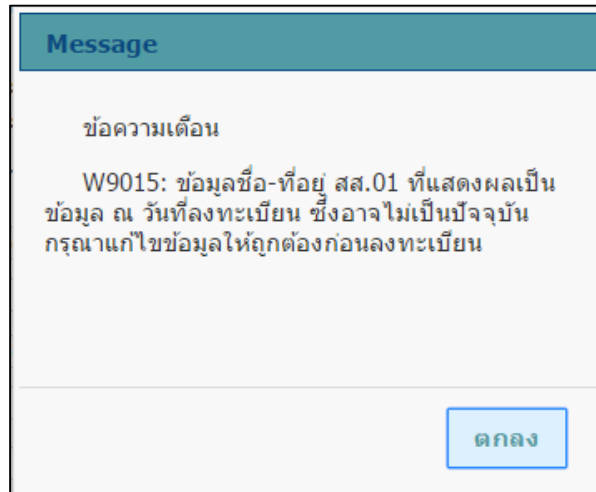 Message
ข้อความเตือน
W9015: ข้อมูลชื่อ-ที่อยู่ สส.01 ที่แสดงผลเป็น
ข้อมูล ณ วันที่ลงทะเบียน ซึ่งอาจไม่เป็นปัจจุบัน
กรุณาแก้ไขข้อมูลให้ถูกต้องก่อนลงทะเบียน
ตกลง